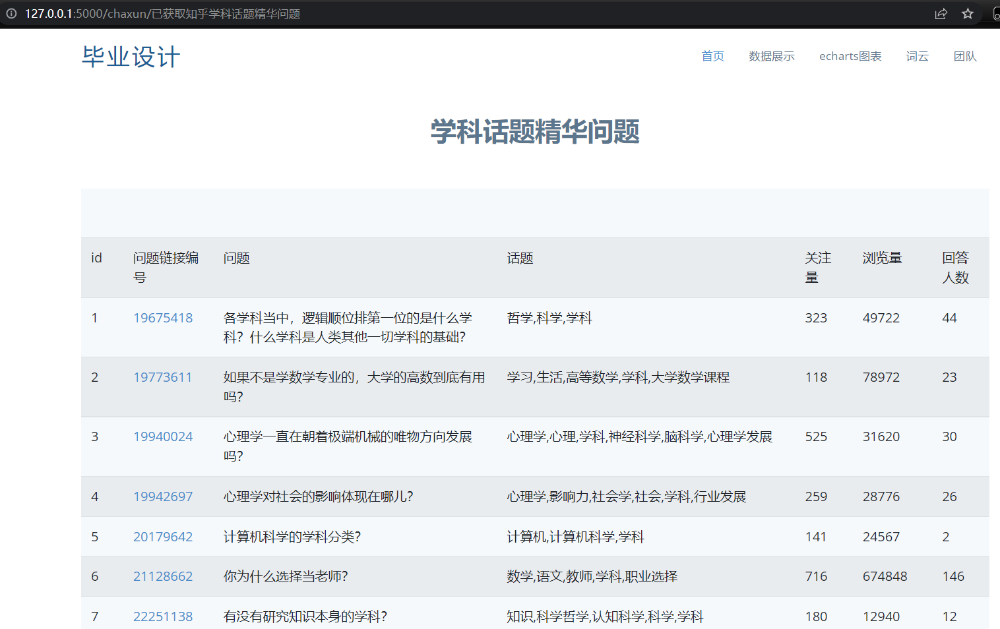 127.0.0.1:5000/chaxun/已获取知乎学科话题精华问题
毕业设计
首页 数据展示 echarts图表 词云 团队
学科话题精华问题
id 问题链接编号 问题 话题 关注量 浏览量 回答人数
1 19675418 各学科当中，逻辑顺位排第一位的是什么学科？什么学科是人类其他一切学科的基础？ 哲学,科学,学科 323 49722 44
2 19773611 如果不是学数学专业的，大学的高数到底有用吗？ 学习,生活,高等数学,学科,大学数学课程 118 78972 23
3 19940024 心理学一直在朝着极端机械的唯物方向发展吗？ 心理学,心理,学科,神经科学,脑科学,心理学发展 525 31620 30
4 19942697 心理学对社会的影响体现在哪儿？ 心理学,影响力,社会学,社会,学科,行业发展 259 28776 26
5 20179642 计算机科学的学科分类？ 计算机,计算机科学,学科 141 24567 2
6 21128662 你为什么选择当老师？ 数学,语文,教师,学科,职业选择 716 674848 146
7 22251138 有没有研究知识本身的学科？ 知识,科学哲学,认知科学,科学,学科 180 12940 12